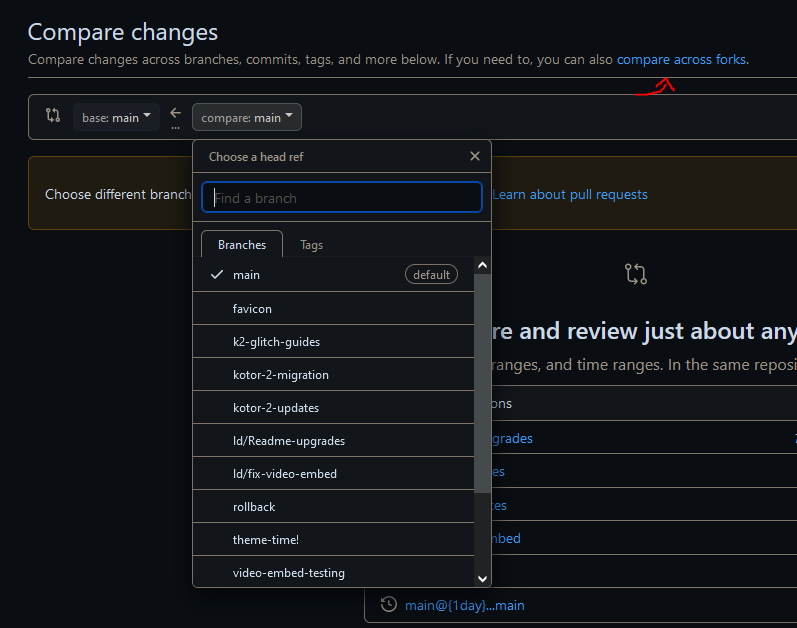 Compare changes
Compare changes across branches, commits, tags, and more below. If you need to, you can also compare across forks.
base: main
...
compare: main
Choose a head ref
Choose different branch
Learn about pull requests
Find a branch
Branches
Tags
main
default
favicon
k2-glitch-guides
kotor-2-migration
kotor-2-updates
ld/Readme-upgrades
ld/fix-video-embed
rollback
theme-time!
video-embed-testing
re and review just about any
ranges, and time ranges. In the same reposi
ons
grades
es
tes
mbed
main@{1day}...main